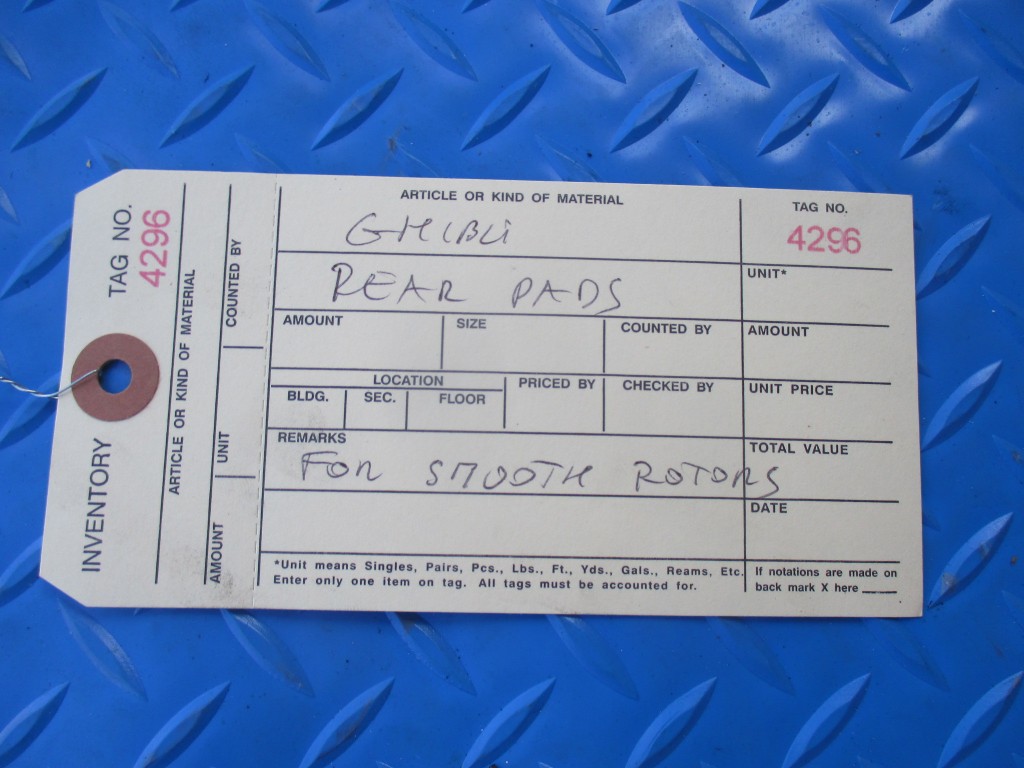 TAG NO.
4296
INVENTORY
ARTICLE OR KIND OF MATERIAL
COUNTED BY
UNIT
AMOUNT
ARTICLE OR KIND OF MATERIAL
GHIBLI
REAR PADS
TAG NO.
4296
UNIT*
AMOUNT SIZE COUNTED BY AMOUNT
LOCATION PRICED BY CHECKED BY UNIT PRICE
BLDG. SEC. FLOOR
REMARKS TOTAL VALUE
FOR SMOOTH ROTORS
DATE
*Unit means Singles, Pairs, Pcs., Lbs., Ft., Yds., Gals., Reams, Etc.
Enter only one item on tag. All tags must be accounted for.
If notations are made on
back mark X here ____